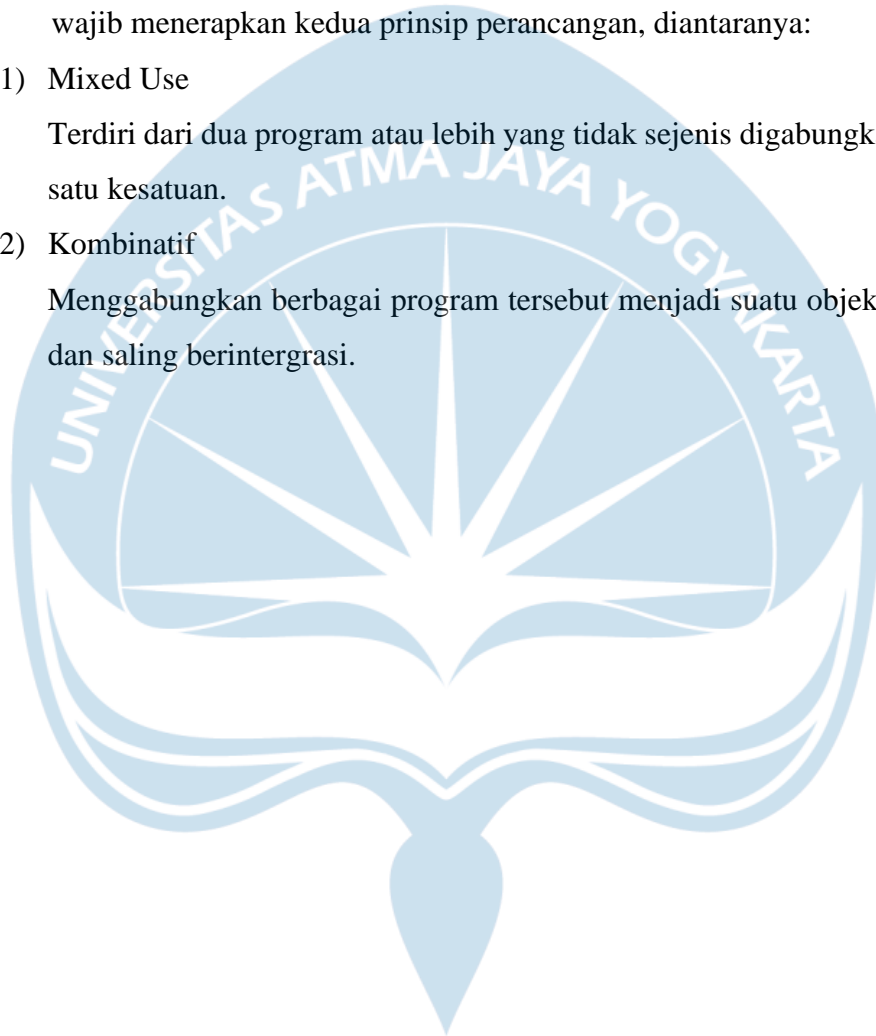 wajib menerapkan kedua prinsip perancangan, diantaranya:
1) Mixed Use
Terdiri dari dua program atau lebih yang tidak sejenis digabungk
satu kesatuan.
2) Kombinatif
Menggabungkan berbagai program tersebut menjadi suatu objek
dan saling berintergrasi.
UNIVERSITAS ATMA JAYA YOGYAKARTA